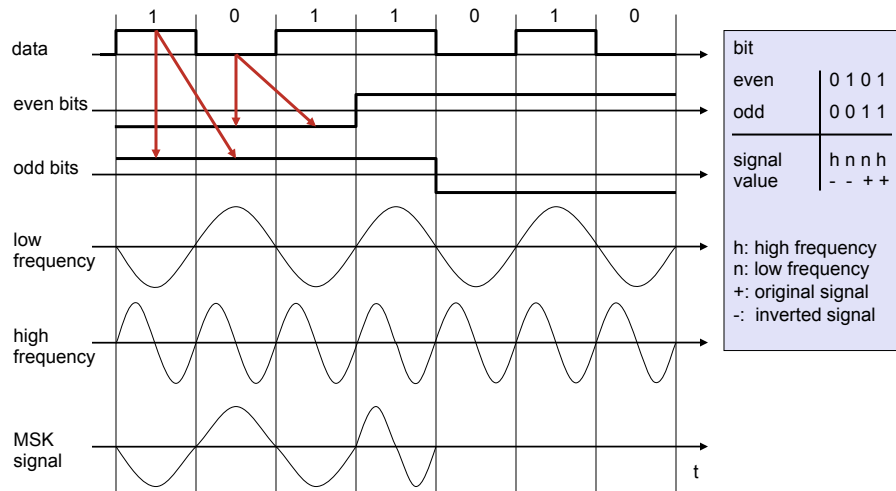 1 0 1 1 0 1 0
data
even bits
odd bits
low
frequency
high
frequency
MSK
signal
t
bit
even 0 1 0 1
odd 0 0 1 1
signal h n n h
value - - + +
h: high frequency
n: low frequency
+: original signal
-: inverted signal